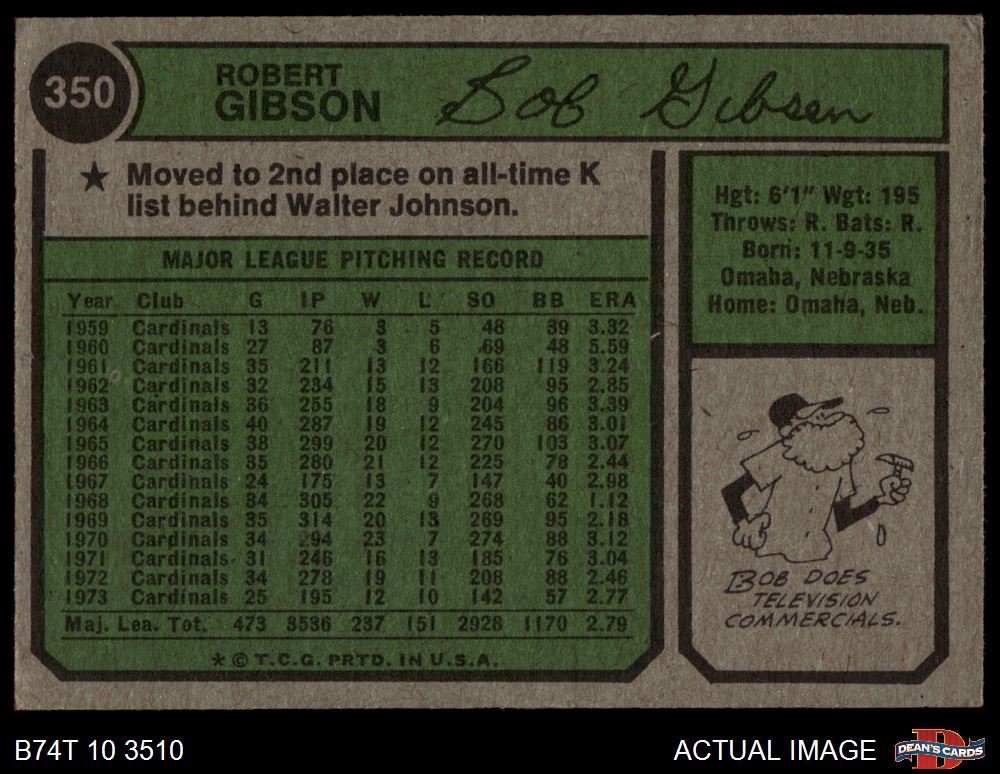 350
ROBERT
GIBSON
Bob Gibson
★ Moved to 2nd place on all-time K
list behind Walter Johnson.
MAJOR LEAGUE PITCHING RECORD
Year Club G IP W L SO BB ERA
1959 Cardinals 13 76 3 5 48 39 3.32
1960 Cardinals 27 87 3 6 69 48 5.59
1961 Cardinals 35 211 13 12 166 119 3.24
1962 Cardinals 32 234 15 13 208 95 2.85
1963 Cardinals 36 255 18 9 204 96 3.39
1964 Cardinals 40 287 19 12 245 86 3.01
1965 Cardinals 38 299 20 12 270 103 3.07
1966 Cardinals 35 280 21 12 225 78 2.44
1967 Cardinals 24 175 13 7 147 40 2.98
1968 Cardinals 34 305 22 9 268 62 1.12
1969 Cardinals 35 314 20 13 269 95 2.18
1970 Cardinals 34 294 23 7 274 88 3.12
1971 Cardinals 31 246 16 13 185 76 3.04
1972 Cardinals 34 278 19 11 208 88 2.46
1973 Cardinals 25 195 12 10 142 57 2.77
Maj. Lea. Tot. 473 3536 237 151 2928 1170 2.79
* © T.C.G. PRTD. IN U.S.A.
Hgt: 6'1" Wgt: 195
Throws: R. Bats: R.
Born: 11-9-35
Omaha, Nebraska
Home: Omaha, Neb.
BOB DOES
TELEVISION
COMMERCIALS.
B74T 10 3510
ACTUAL IMAGE
D
DEAN'S CARDS